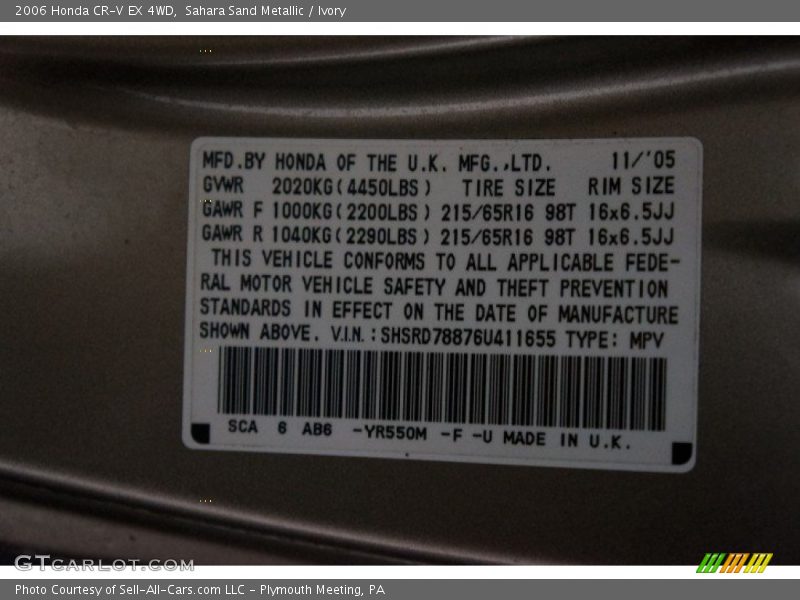 2006 Honda CR-V EX 4WD, Sahara Sand Metallic / Ivory
MFD.BY HONDA OF THE U.K. MFG.,LTD. 11/'05
GVWR 2020KG(4450LBS) TIRE SIZE RIM SIZE
GAWR F 1000KG(2200LBS) 215/65R16 98T 16x6.5JJ
GAWR R 1040KG(2290LBS) 215/65R16 98T 16x6.5JJ
THIS VEHICLE CONFORMS TO ALL APPLICABLE FEDE-
RAL MOTOR VEHICLE SAFETY AND THEFT PREVENTION
STANDARDS IN EFFECT ON THE DATE OF MANUFACTURE
SHOWN ABOVE. V.I.N.:SHSRD78876U411655 TYPE: MPV
SCA 6 AB6 -YR550M -F -U MADE IN U.K.
GTCARLOT.COM
Photo Courtesy of Sell-All-Cars.com LLC - Plymouth Meeting, PA